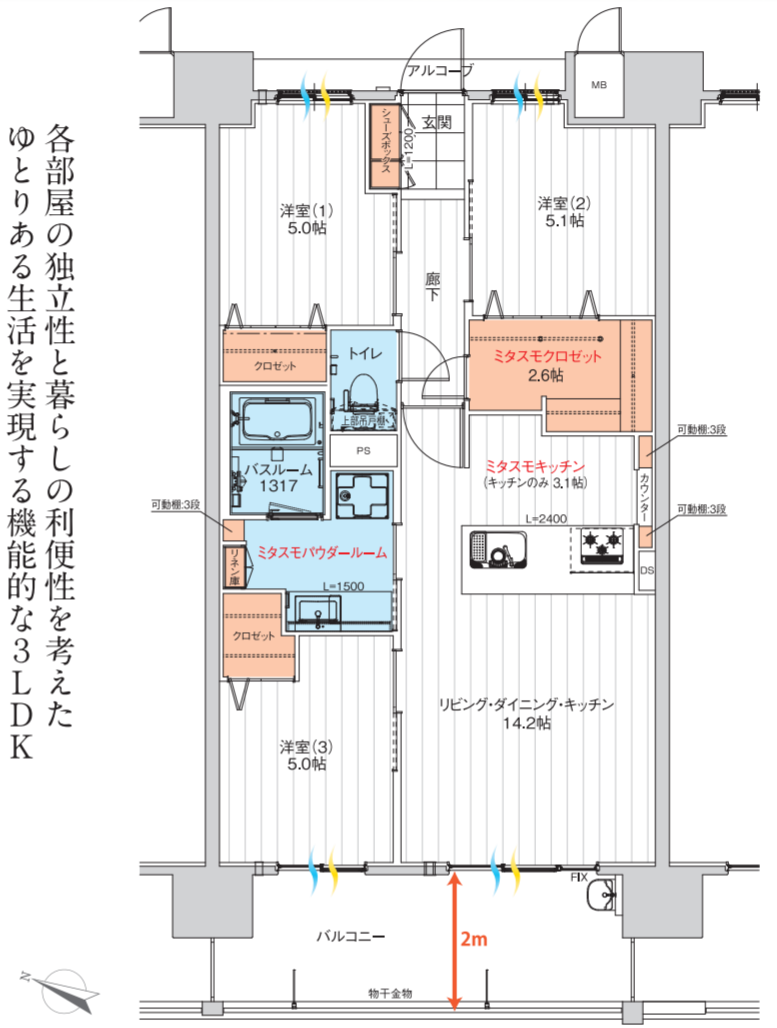 各部屋の独立性と暮らしの利便性を考えた
ゆとりある生活を実現する機能的な3LDK
アルコーブ
MB
シューズボックス
L=1200
玄関
洋室(1)
5.0帖
洋室(2)
5.1帖
廊下
クロゼット
トイレ
上部吊戸棚
ミタスモクロゼット
2.6帖
PS
バスルーム
1317
ミタスモキッチン
(キッチンのみ 3.1帖)
可動棚:3段
カウンター
可動棚:3段
可動棚:3段
L=2400
リネン庫
ミタスモパウダールーム
L=1500
DS
クロゼット
リビング・ダイニング・キッチン
14.2帖
洋室(3)
5.0帖
FIX
バルコニー
2m
物干金物
N